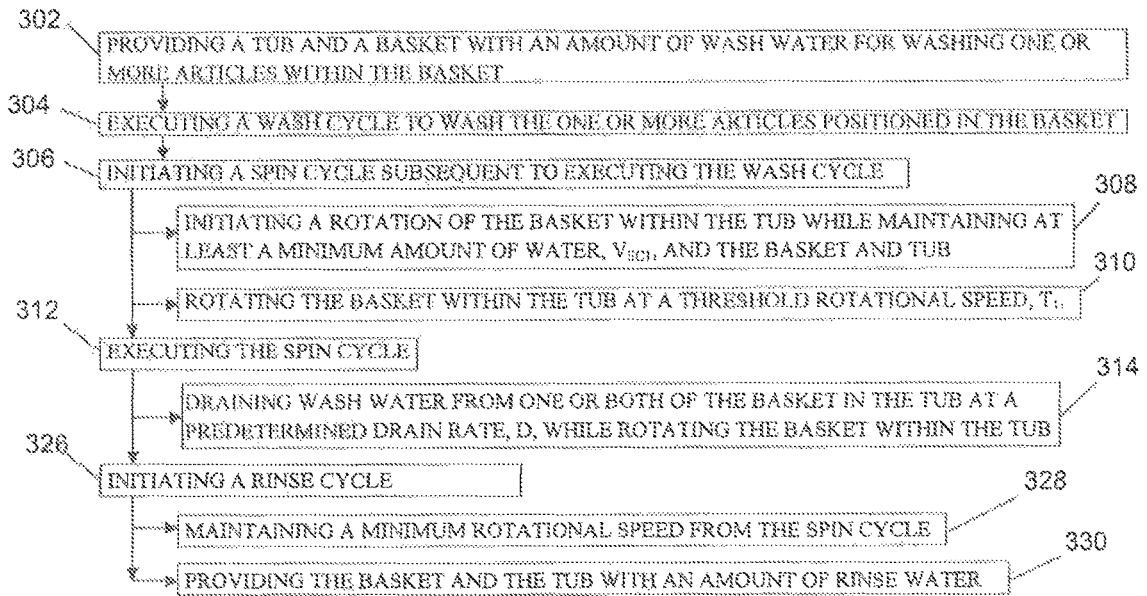 302
PROVIDING A TUB AND A BASKET WITH AN AMOUNT OF WASH WATER FOR WASHING ONE OR
MORE ARTICLES WITHIN THE BASKET
304
EXECUTING A WASH CYCLE TO WASH THE ONE OR MORE ARTICLES POSITIONED IN THE BASKET
306
INITIATING A SPIN CYCLE SUBSEQUENT TO EXECUTING THE WASH CYCLE
308
INITIATING A ROTATION OF THE BASKET WITHIN THE TUB WHILE MAINTAINING AT
LEAST A MINIMUM AMOUNT OF WATER, AND THE BASKET AND TUB
310
ROTATING THE BASKET WITHIN THE TUB AT A THRESHOLD ROTATIONAL SPEED,
312
EXECUTING THE SPIN CYCLE
314
DRAINING WASH WATER FROM ONE OR BOTH OF THE BASKET IN THE TUB AT A
PREDETERMINED DRAIN RATE, D, WHILE ROTATING THE BASKET WITHIN THE TUB
326
INITIATING A RINSE CYCLE
328
MAINTAINING A MINIMUM ROTATIONAL SPEED FROM THE SPIN CYCLE
330
PROVIDING THE BASKET AND THE TUB WITH AN AMOUNT OF RINSE WATER